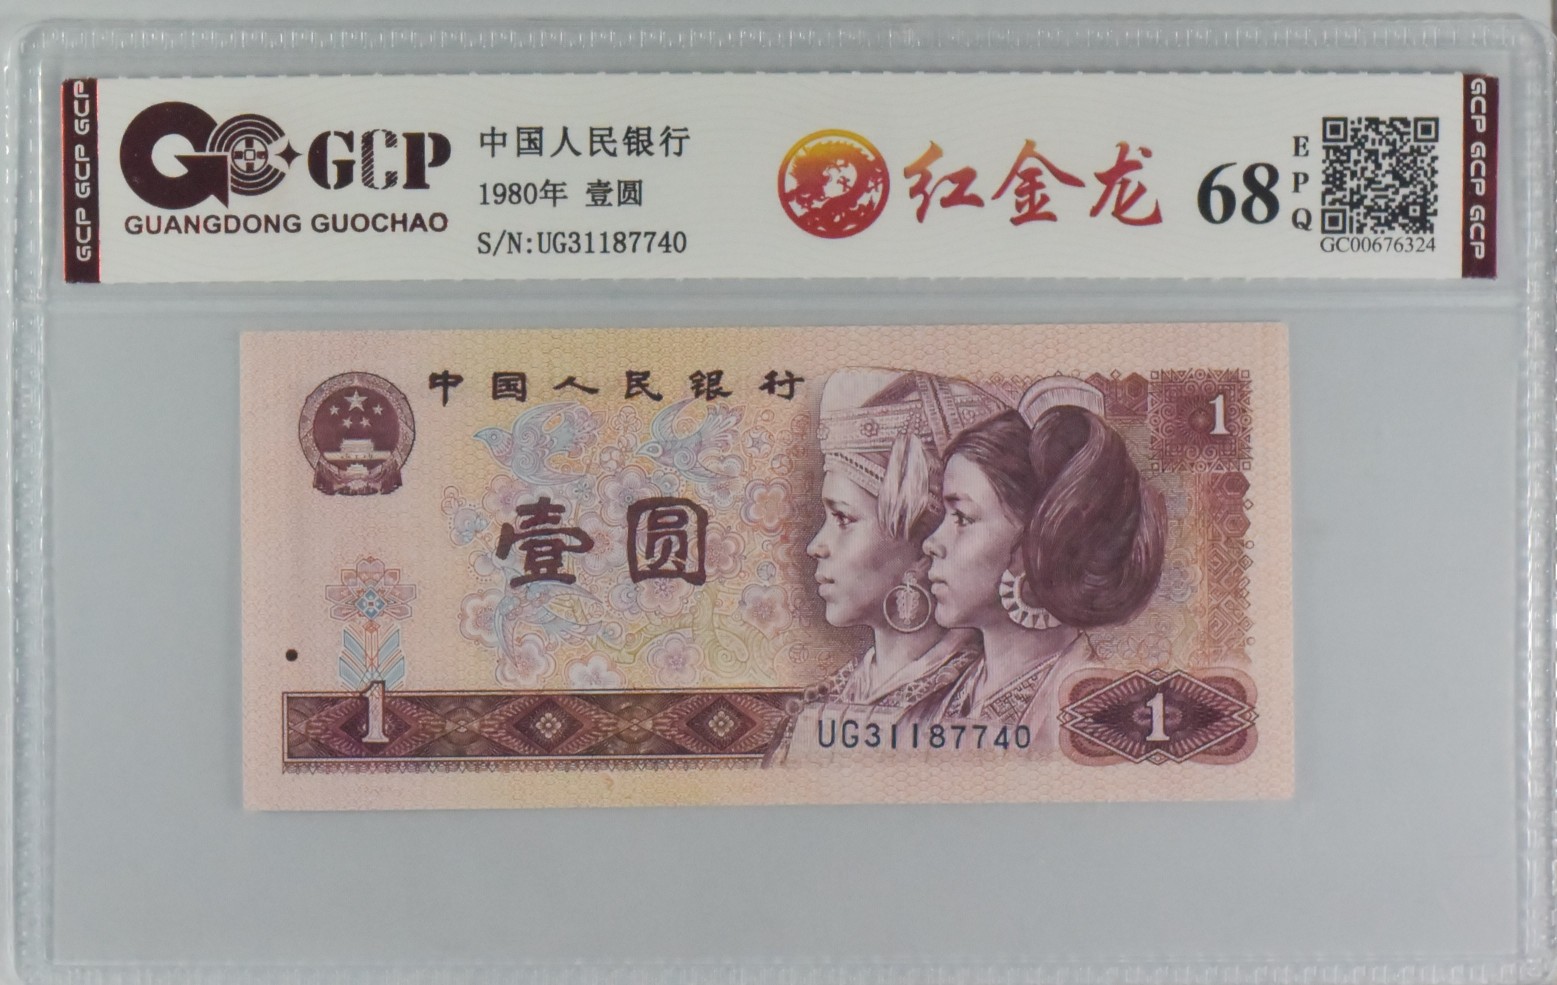 GCP GCP GCP
GCP
GUANGDONG GUOCHAO
中国人民银行
1980年 壹圆
S/N:UG31187740
红金龙
68
EPQ
GC00676324
GCP GCP GCP
中国人民银行
1
壹圆
1
UG31187740
1